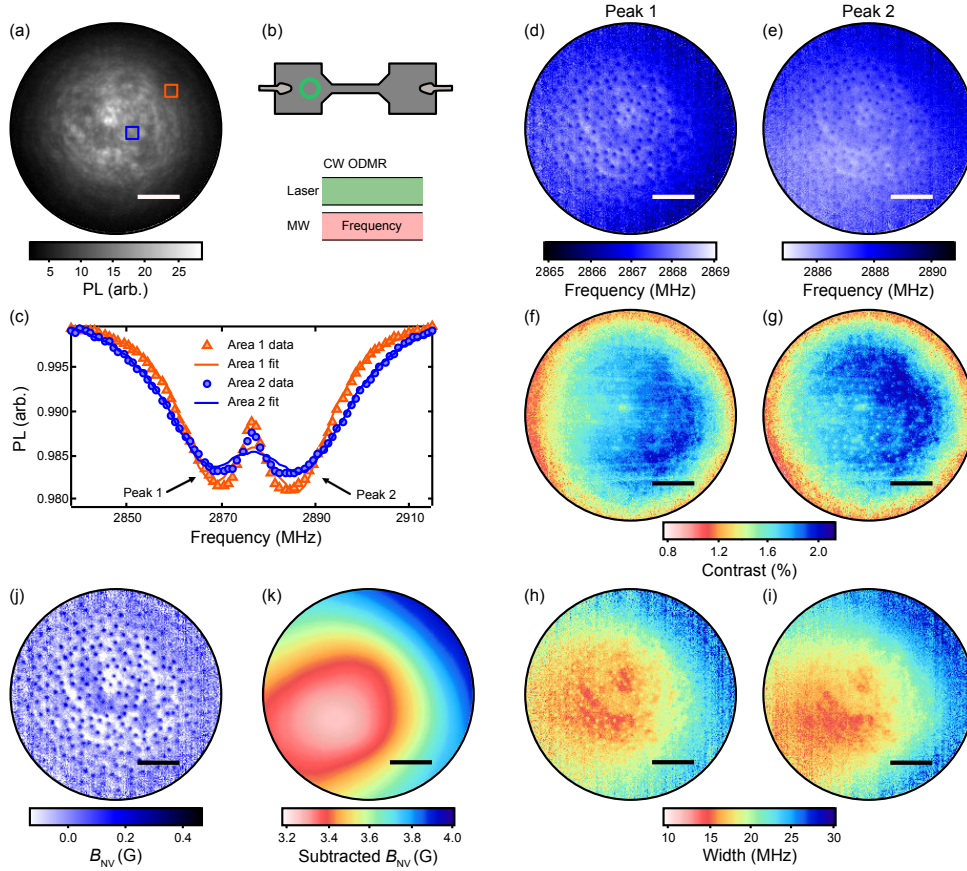 Peak 1
Peak 2
(a)
(b)
(d)
(e)
CW ODMR
Laser
MW
Frequency
5 10 15 20 25
PL (arb.)
2865 2866 2867 2868 2869
Frequency (MHz)
2886 2888 2890
Frequency (MHz)
(c)
Area 1 data
Area 1 fit
Area 2 data
Area 2 fit
0.995
0.990
0.985
0.980
PL (arb.)
Peak 1
Peak 2
2850 2870 2890 2910
Frequency (MHz)
(f)
(g)
0.8 1.2 1.6 2.0
Contrast (%)
(j)
(k)
(h)
(i)
0.0 0.2 0.4
B_NV (G)
3.2 3.4 3.6 3.8 4.0
Subtracted B_NV (G)
10 15 20 25 30
Width (MHz)